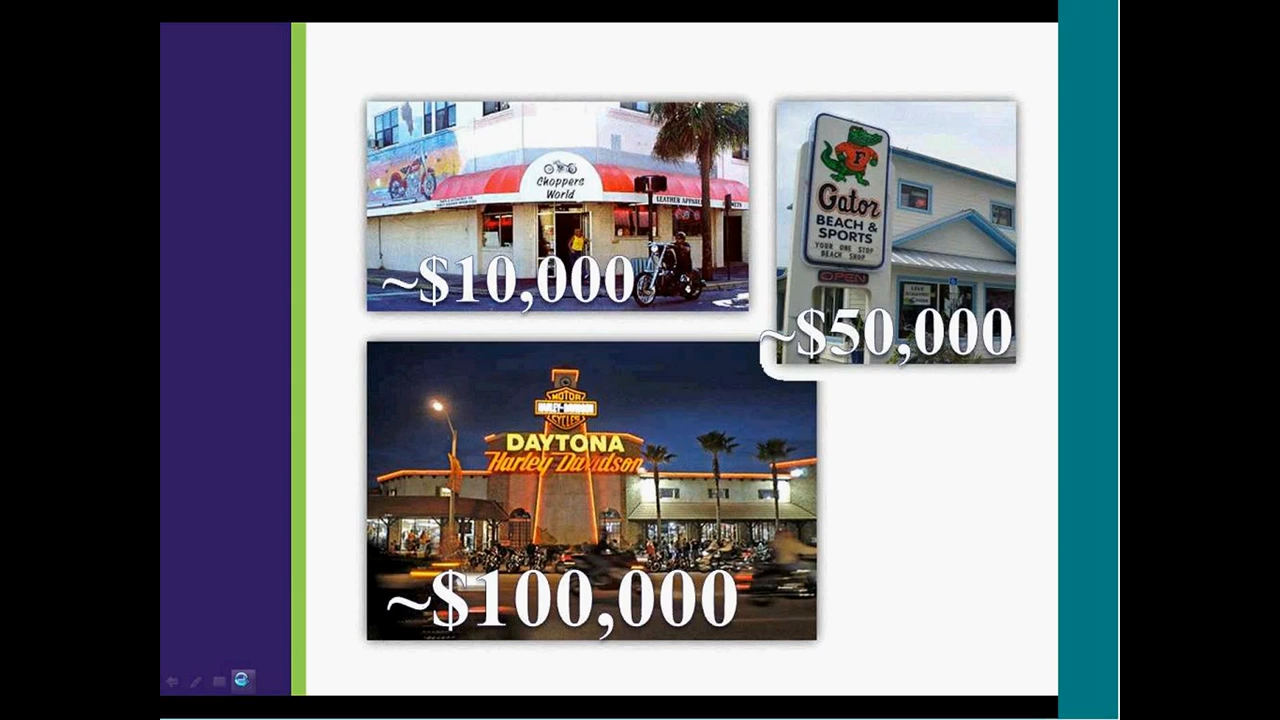 Choppers
World
LEATHER APPAREL
~$10,000
F
Gator
BEACH &
SPORTS
YOUR ONE STOP
BEACH SHOP
OPEN
~$50,000
MOTOR
HARLEY-DAVIDSON
CYCLES
DAYTONA
Harley-Davidson
~$100,000